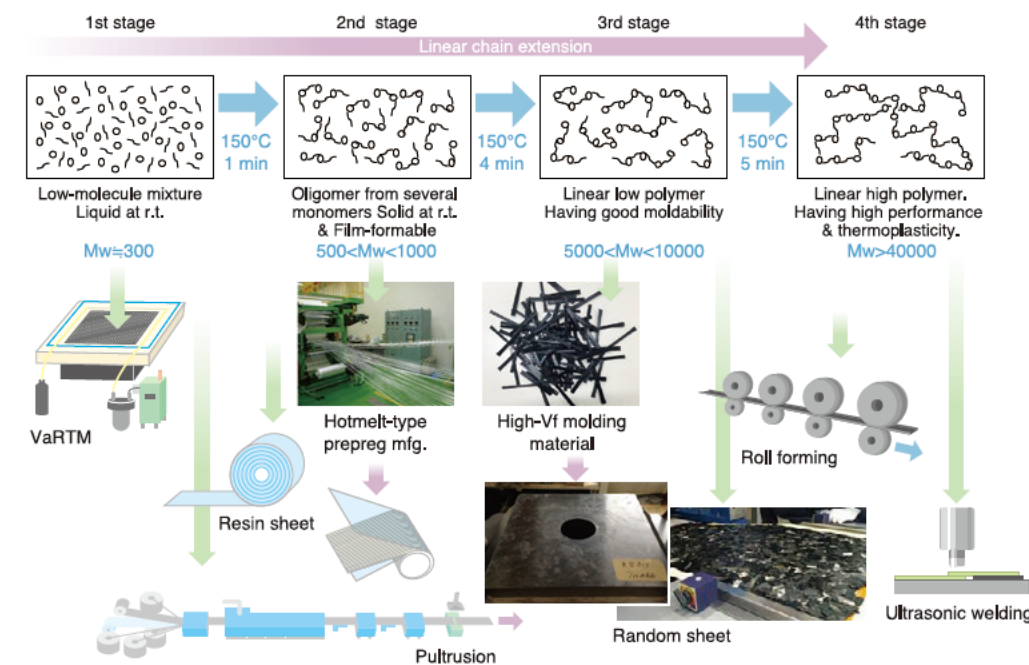 1st stage
2nd stage
3rd stage
4th stage
Linear chain extension
150°C
1 min
150°C
4 min
150°C
5 min
Low-molecule mixture
Liquid at r.t.
Mw≒300
Oligomer from several
monomers Solid at r.t.
& Film-formable
500<Mw<1000
Linear low polymer
Having good moldability
5000<Mw<10000
Linear high polymer.
Having high performance
& thermoplasticity.
Mw>40000
VaRTM
Resin sheet
Hotmelt-type
prepreg mfg.
High-Vf molding
material
Roll forming
Pultrusion
Random sheet
Ultrasonic welding